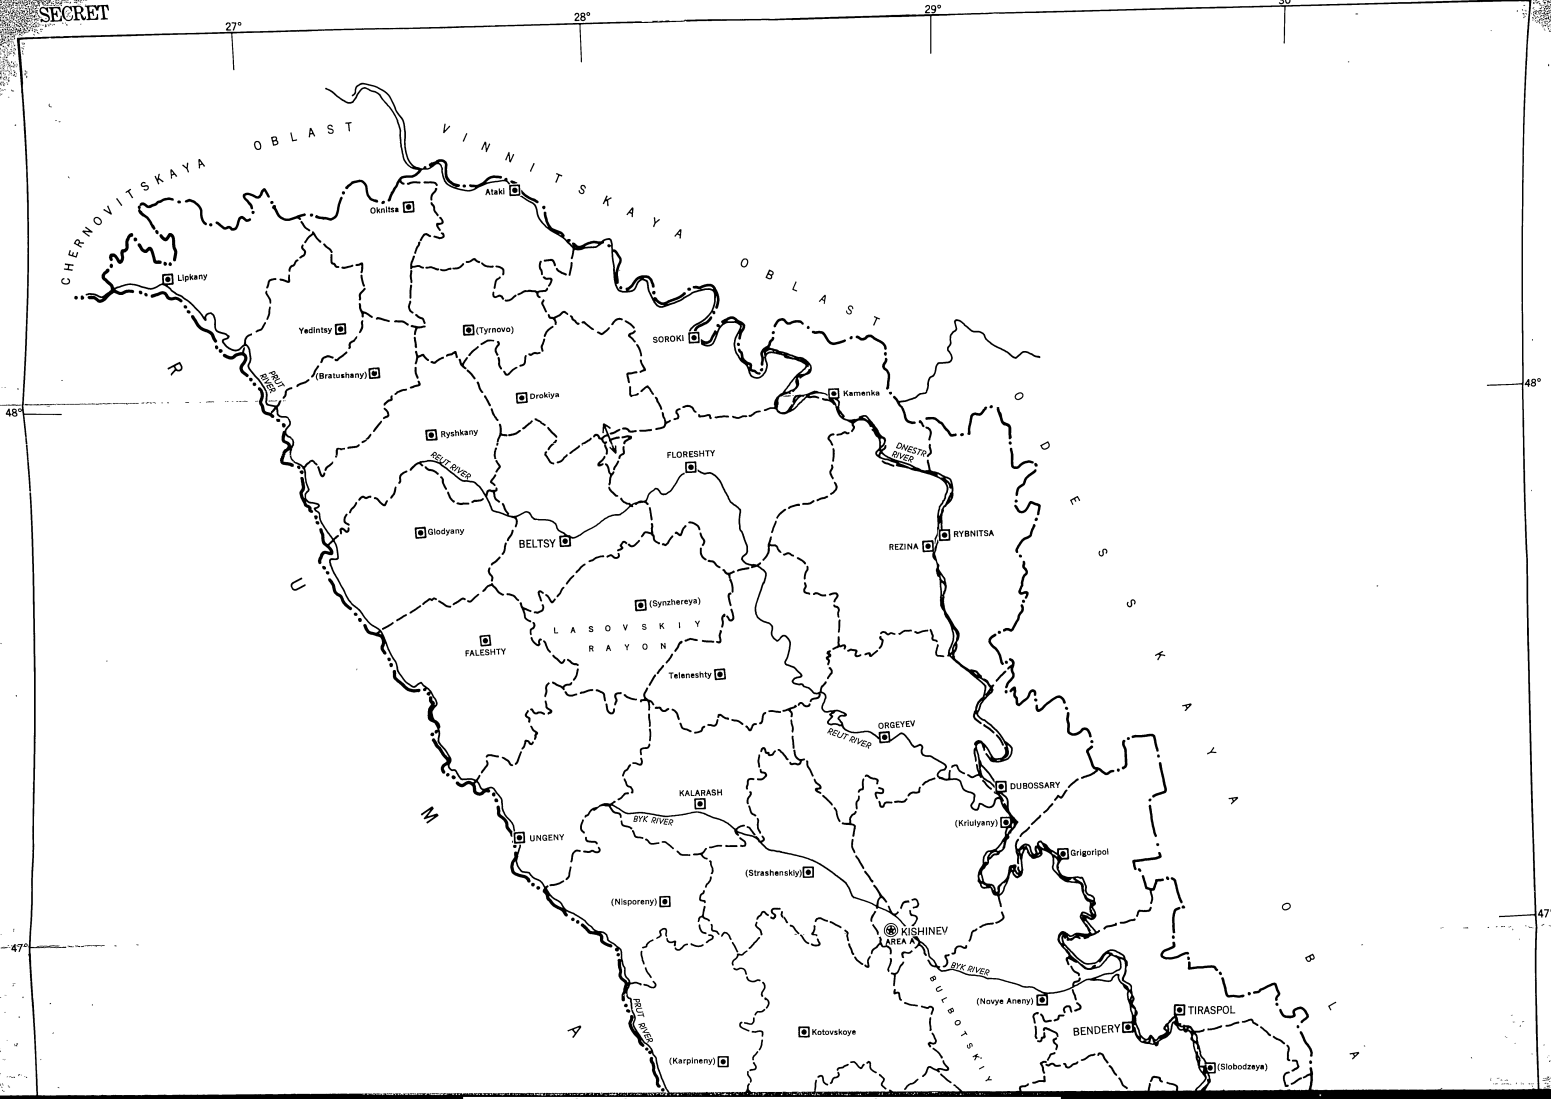 SECRET
27°
28°
29°
CHERNOVITSKAYA OBLAST
VINNITSKAYA OBLAST
Ataki
Oknitsa
Lipkany
Yedintsy
(Tyrnovo)
SOROKI
R U M A
PRUT
RIVER
(Bratushany)
Drokiya
Kamenka
48°
48°
ODESSKAYA OBLA
Ryshkany
REUT RIVER
FLORESHTY
DNESTR
RIVER
Glodyany
BELTSY
REZINA
RYBNITSA
(Synzhereya)
LASOVSKIY
RAYON
FALESHTY
Teleneshty
ORGEYEV
REUT RIVER
DUBOSSARY
KALARASH
BYK RIVER
(Kriulyany)
UNGENY
Grigoripol
(Strashenskiy)
(Nisporeny)
47°
47°
KISHINEV
AREA A
BYK RIVER
BULBOTSKIY
(Novye Aneny)
PRUT RIVER
TIRASPOL
BENDERY
Kotovskoye
(Karpineny)
(Slobodzeya)